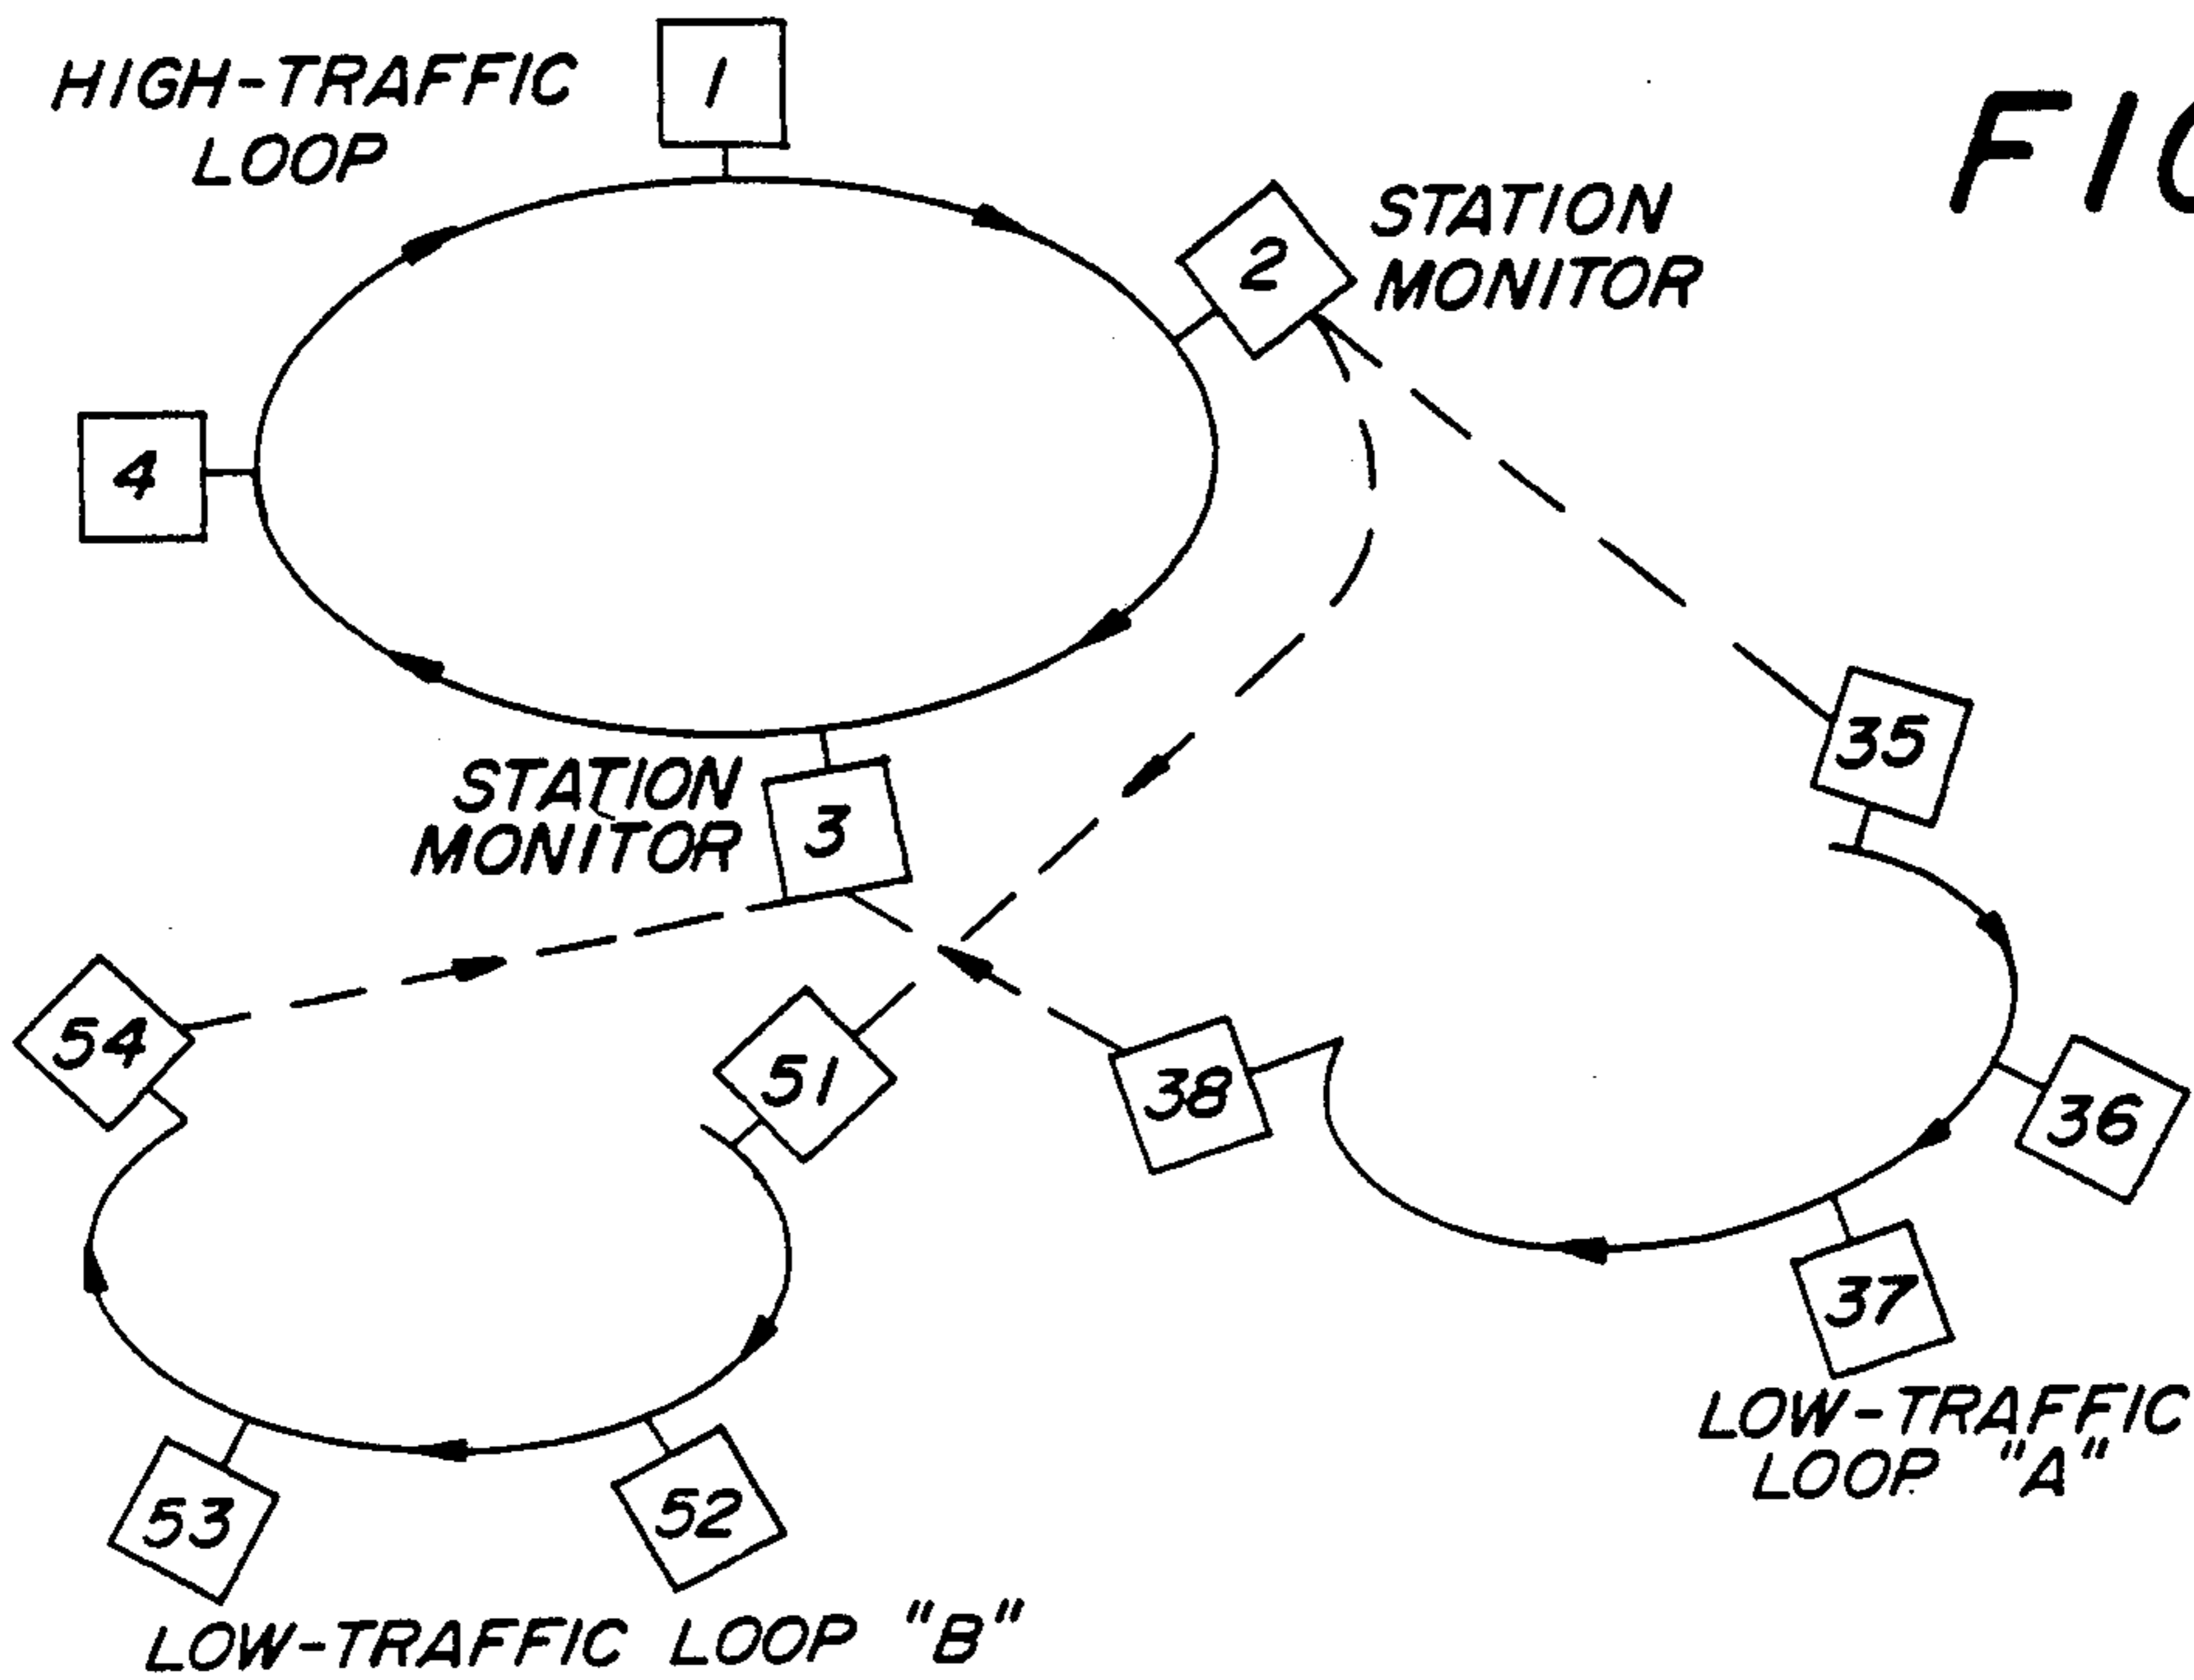 HIGH-TRAFFIC
LOOP
1
FIG
2
STATION
MONITOR
4
STATION
MONITOR
3
35
54
51
38
36
37
53
52
LOW-TRAFFIC
LOOP "A"
LOW-TRAFFIC LOOP "B"